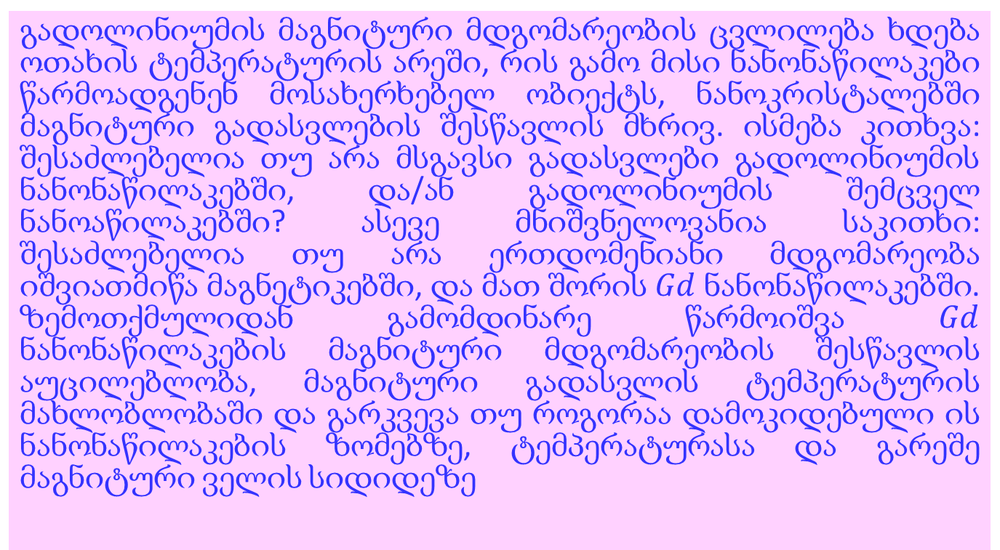 გადოლინიუმის მაგნიტური მდგომარეობის ცვლილება ხდება
ოთახის ტემპერატურის არეში, რის გამო მისი ნანონაწილაკები
წარმოადგენენ მოსახერხებელ ობიექტს, ნანოკრისტალებში
მაგნიტური გადასვლების შესწავლის მხრივ. ისმება კითხვა:
შესაძლებელია თუ არა მსგავსი გადასვლები გადოლინიუმის
ნანონაწილაკებში, და/ან გადოლინიუმის შემცველ
ნანოაწილაკებში? ასევე მნიშვნელოვანია საკითხი:
შესაძლებელია თუ არა ერთდომენიანი მდგომარეობა
იშვიათმიწა მაგნეტიკებში, და მათ შორის Gd ნანონაწილაკებში.
ზემოთქმულიდან გამომდინარე წარმოიშვა Gd
ნანონაწილაკების მაგნიტური მდგომარეობის შესწავლის
აუცილებლობა, მაგნიტური გადასვლის ტემპერატურის
მახლობლობაში და გარკვევა თუ როგორაა დამოკიდებული ის
ნანონაწილაკების ზომებზე, ტემპერატურასა და გარეშე
მაგნიტური ველის სიდიდეზე